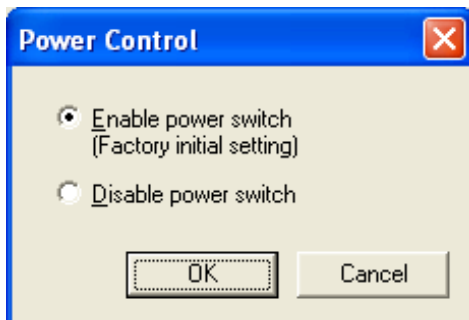 Power Control
Enable power switch
(Factory initial setting)
Disable power switch
OK
Cancel